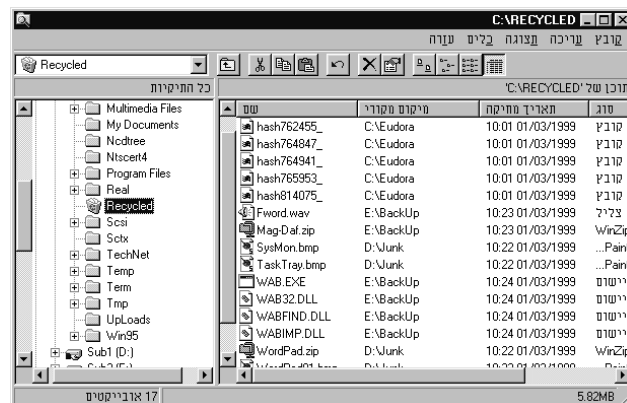 C:\RECYCLED
קובץ עריכה תצוגה כלים עזרה
Recycled
כל התיקיות
תוכן של 'C:\RECYCLED'
Multimedia Files
My Documents
Ncdtree
Ntscert4
Program Files
Real
Recycled
Scsi
Sctx
TechNet
Temp
Term
Tmp
UpLoads
Win95
Sub1 (D:)
שם מיקום מקורי תאריך מחיקה סוג
hash762455_ C:\Eudora 10:01 01/03/1999 קובץ
hash764847_ C:\Eudora 10:01 01/03/1999 קובץ
hash764941_ C:\Eudora 10:01 01/03/1999 קובץ
hash765953_ C:\Eudora 10:01 01/03/1999 קובץ
hash814075_ C:\Eudora 10:01 01/03/1999 קובץ
Fword.wav E:\BackUp 10:23 01/03/1999 צליל
Mag-Daf.zip E:\BackUp 10:23 01/03/1999 WinZip
SysMon.bmp D:\Junk 10:22 01/03/1999 ...Pain
TaskTray.bmp D:\Junk 10:22 01/03/1999 ...Pain
WAB.EXE E:\BackUp 10:24 01/03/1999 יישום
WAB32.DLL E:\BackUp 10:24 01/03/1999 יישום
WABFIND.DLL E:\BackUp 10:24 01/03/1999 יישום
WABIMP.DLL E:\BackUp 10:24 01/03/1999 יישום
WordPad.zip D:\Junk 10:22 01/03/1999 WinZip
17 אובייקטים
5.82MB